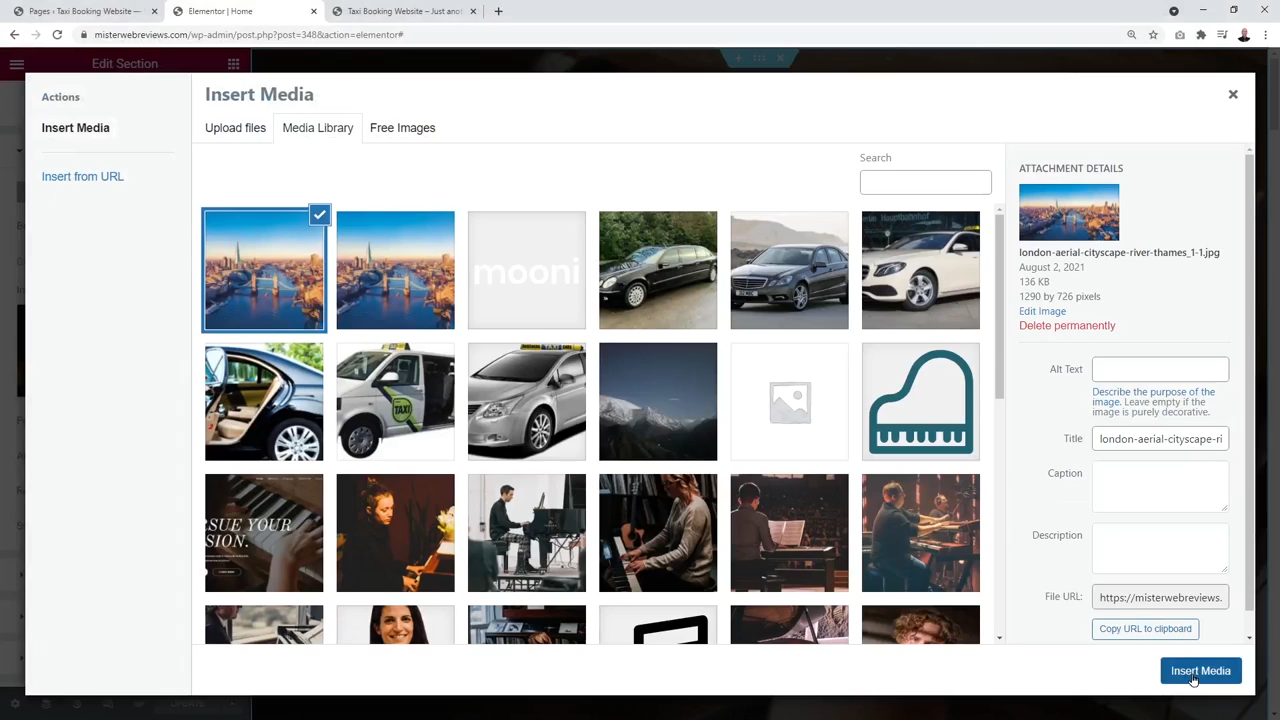 Pages ‹ Taxi Booking Website —
Elementor | Home
Taxi Booking Website – Just ano
misterwebreviews.com/wp-admin/post.php?post=348&action=elementor#
Edit Section
Actions
Insert Media
Insert from URL
Insert Media
Upload files
Media Library
Free Images
Search
mooni
TAXI
RSUE YOUR
SION.
ATTACHMENT DETAILS
london-aerial-cityscape-river-thames_1-1.jpg
August 2, 2021
136 KB
1290 by 726 pixels
Edit Image
Delete permanently
Alt Text
Describe the purpose of the
image. Leave empty if the
image is purely decorative.
Title
london-aerial-cityscape-ri
Caption
Description
File URL:
https://misterwebreviews.
Copy URL to clipboard
Insert Media
UPDATE